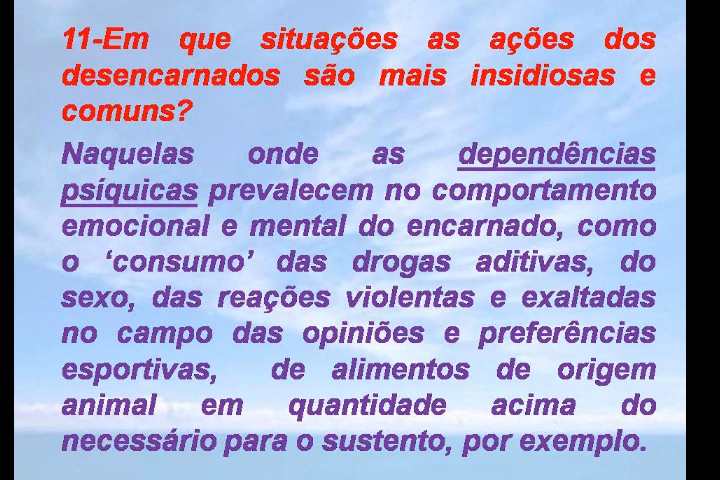 11-Em que situações as ações dos
desencarnados são mais insidiosas e
comuns?
Naquelas onde as dependências
psíquicas prevalecem no comportamento
emocional e mental do encarnado, como
o ‘consumo’ das drogas aditivas, do
sexo, das reações violentas e exaltadas
no campo das opiniões e preferências
esportivas, de alimentos de origem
animal em quantidade acima do
necessário para o sustento, por exemplo.